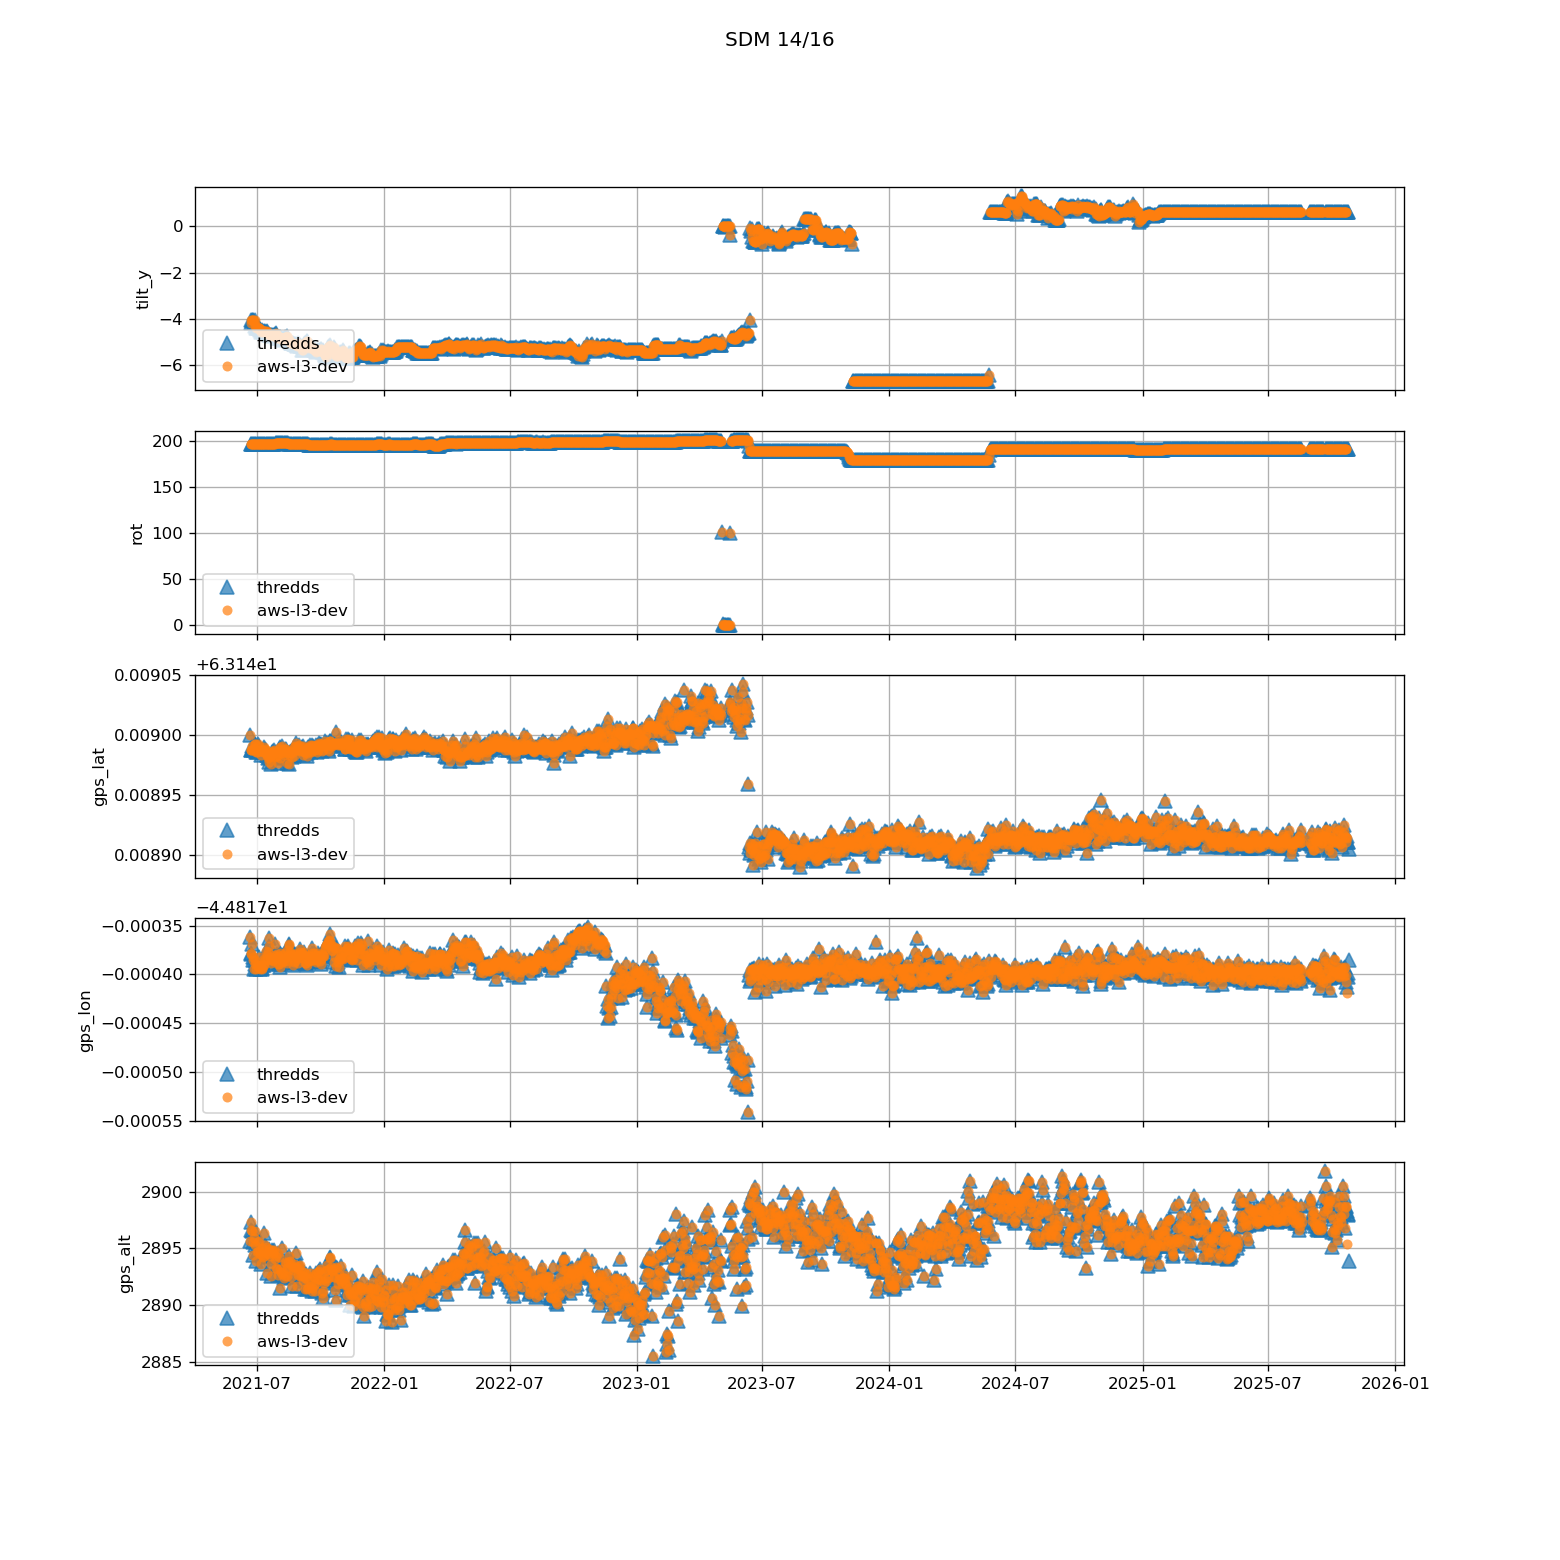 SDM 14/16
0
−2
−4
−6
tilt_y
thredds
aws-l3-dev
200
150
100
50
0
rot
thredds
aws-l3-dev
+6.314e1
0.00905
0.00900
0.00895
0.00890
gps_lat
thredds
aws-l3-dev
−4.4817e1
−0.00035
−0.00040
−0.00045
−0.00050
−0.00055
gps_lon
thredds
aws-l3-dev
2900
2895
2890
2885
gps_alt
thredds
aws-l3-dev
2021-07 2022-01 2022-07 2023-01 2023-07 2024-01 2024-07 2025-01 2025-07 2026-01